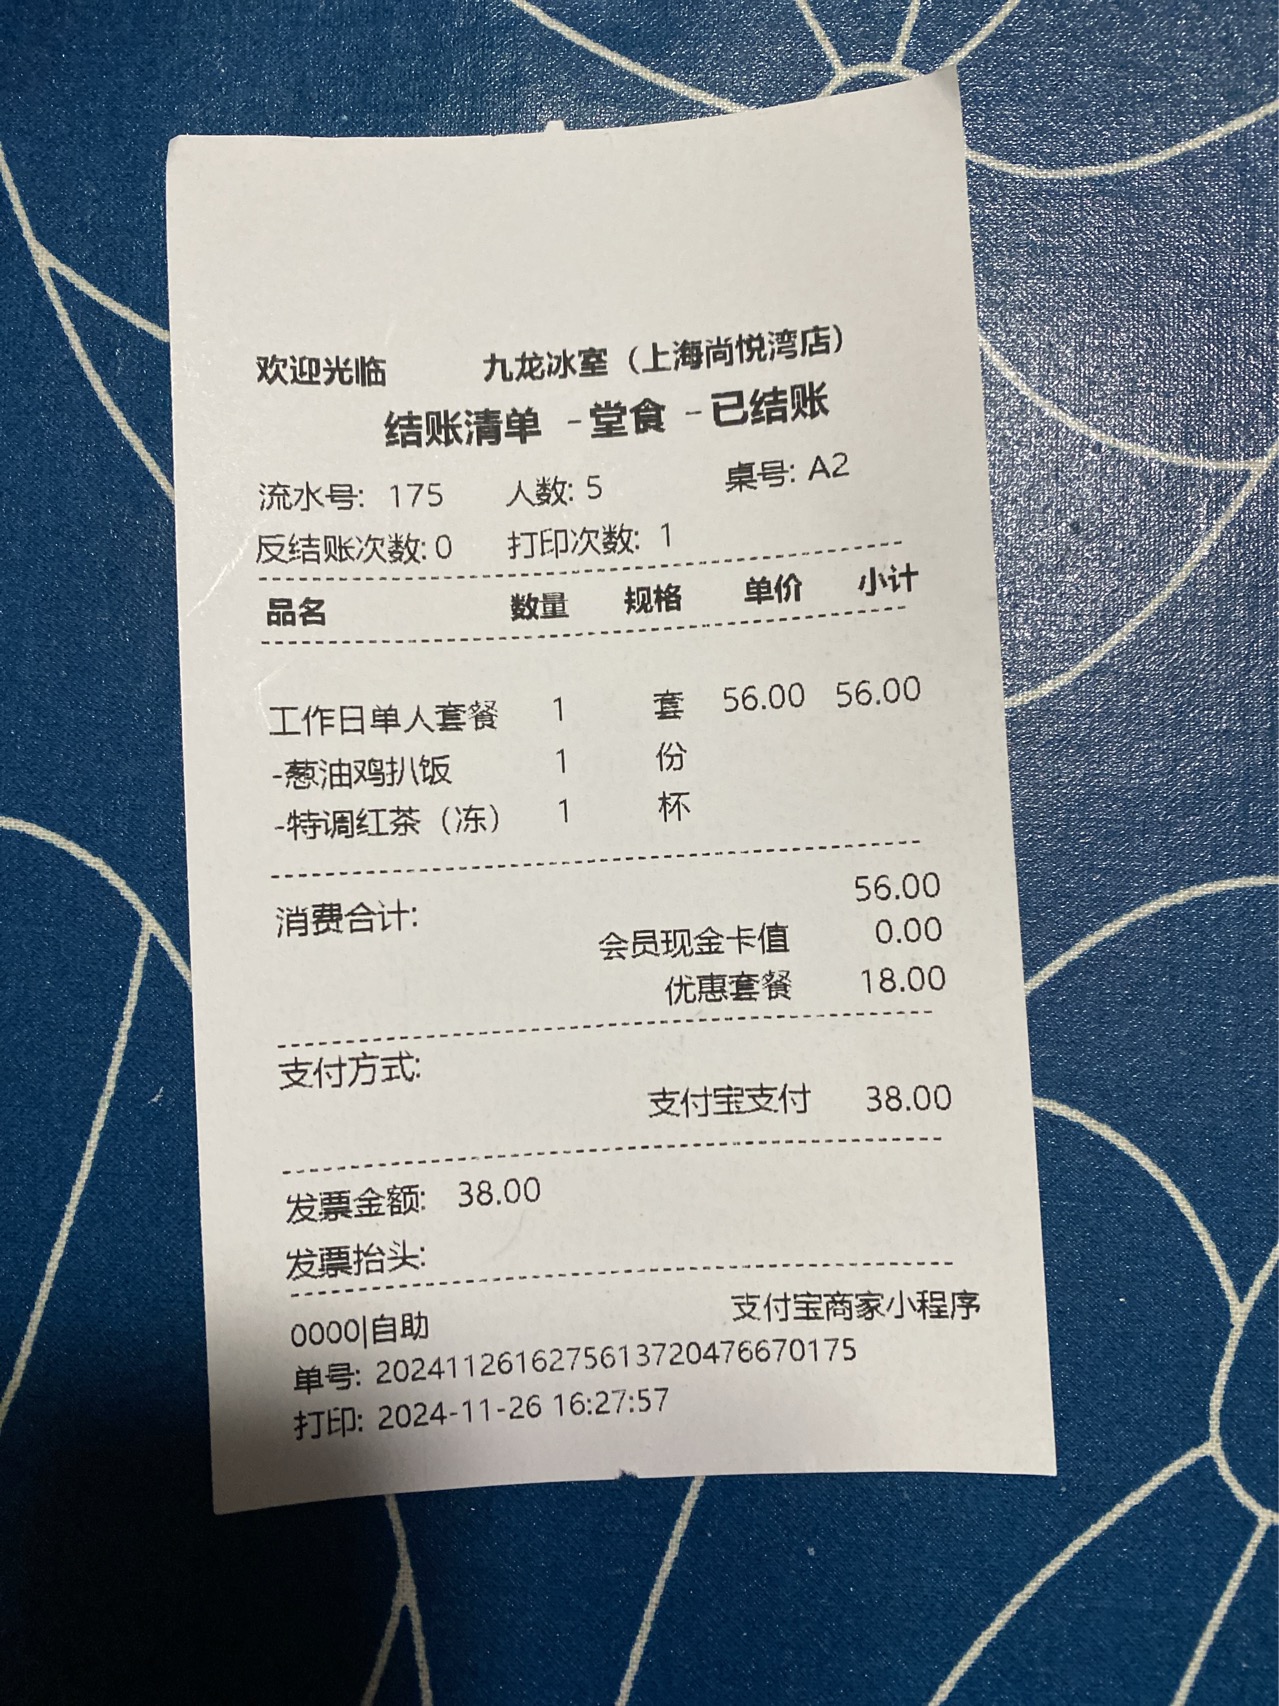 欢迎光临 九龙冰室（上海尚悦湾店）
结账清单 -堂食 -已结账
流水号: 175 人数: 5 桌号: A2
反结账次数: 0 打印次数: 1
品名 数量 规格 单价 小计
工作日单人套餐 1 套 56.00 56.00
-葱油鸡扒饭 1 份
-特调红茶（冻） 1 杯
消费合计: 56.00
会员现金卡值 0.00
优惠套餐 18.00
支付方式:
支付宝支付 38.00
发票金额: 38.00
发票抬头:
0000|自助 支付宝商家小程序
单号: 2024112616275613720476670175
打印: 2024-11-26 16:27:57